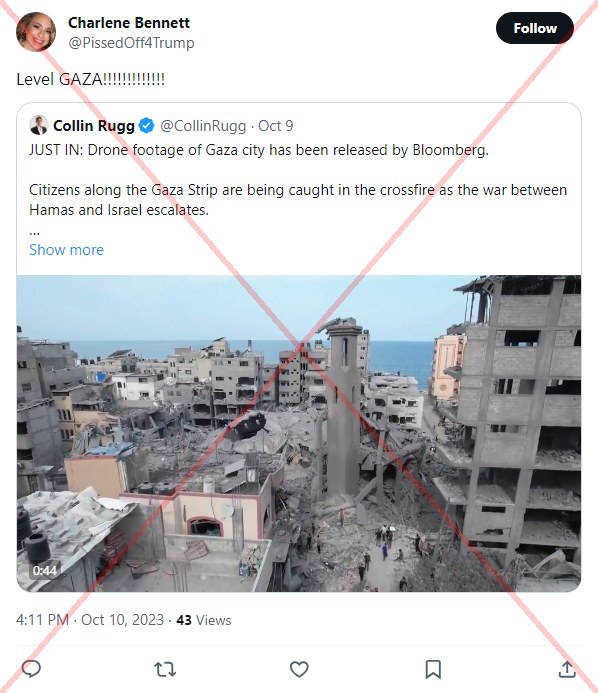 Charlene Bennett
@PissedOff4Trump
Follow
Level GAZA!!!!!!!!!!!!!
Collin Rugg @CollinRugg · Oct 9
JUST IN: Drone footage of Gaza city has been released by Bloomberg.
Citizens along the Gaza Strip are being caught in the crossfire as the war between
Hamas and Israel escalates.
...
Show more
0:44
4:11 PM · Oct 10, 2023 · 43 Views